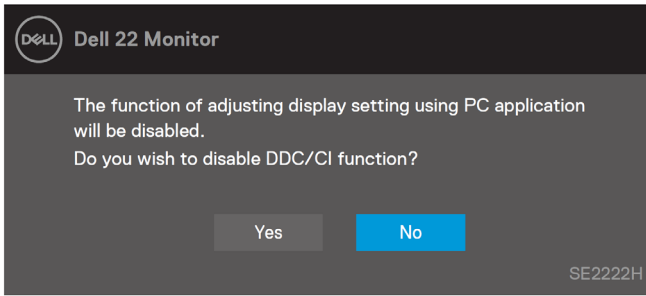 DELL
Dell 22 Monitor
The function of adjusting display setting using PC application
will be disabled.
Do you wish to disable DDC/CI function?
Yes
No
SE2222H